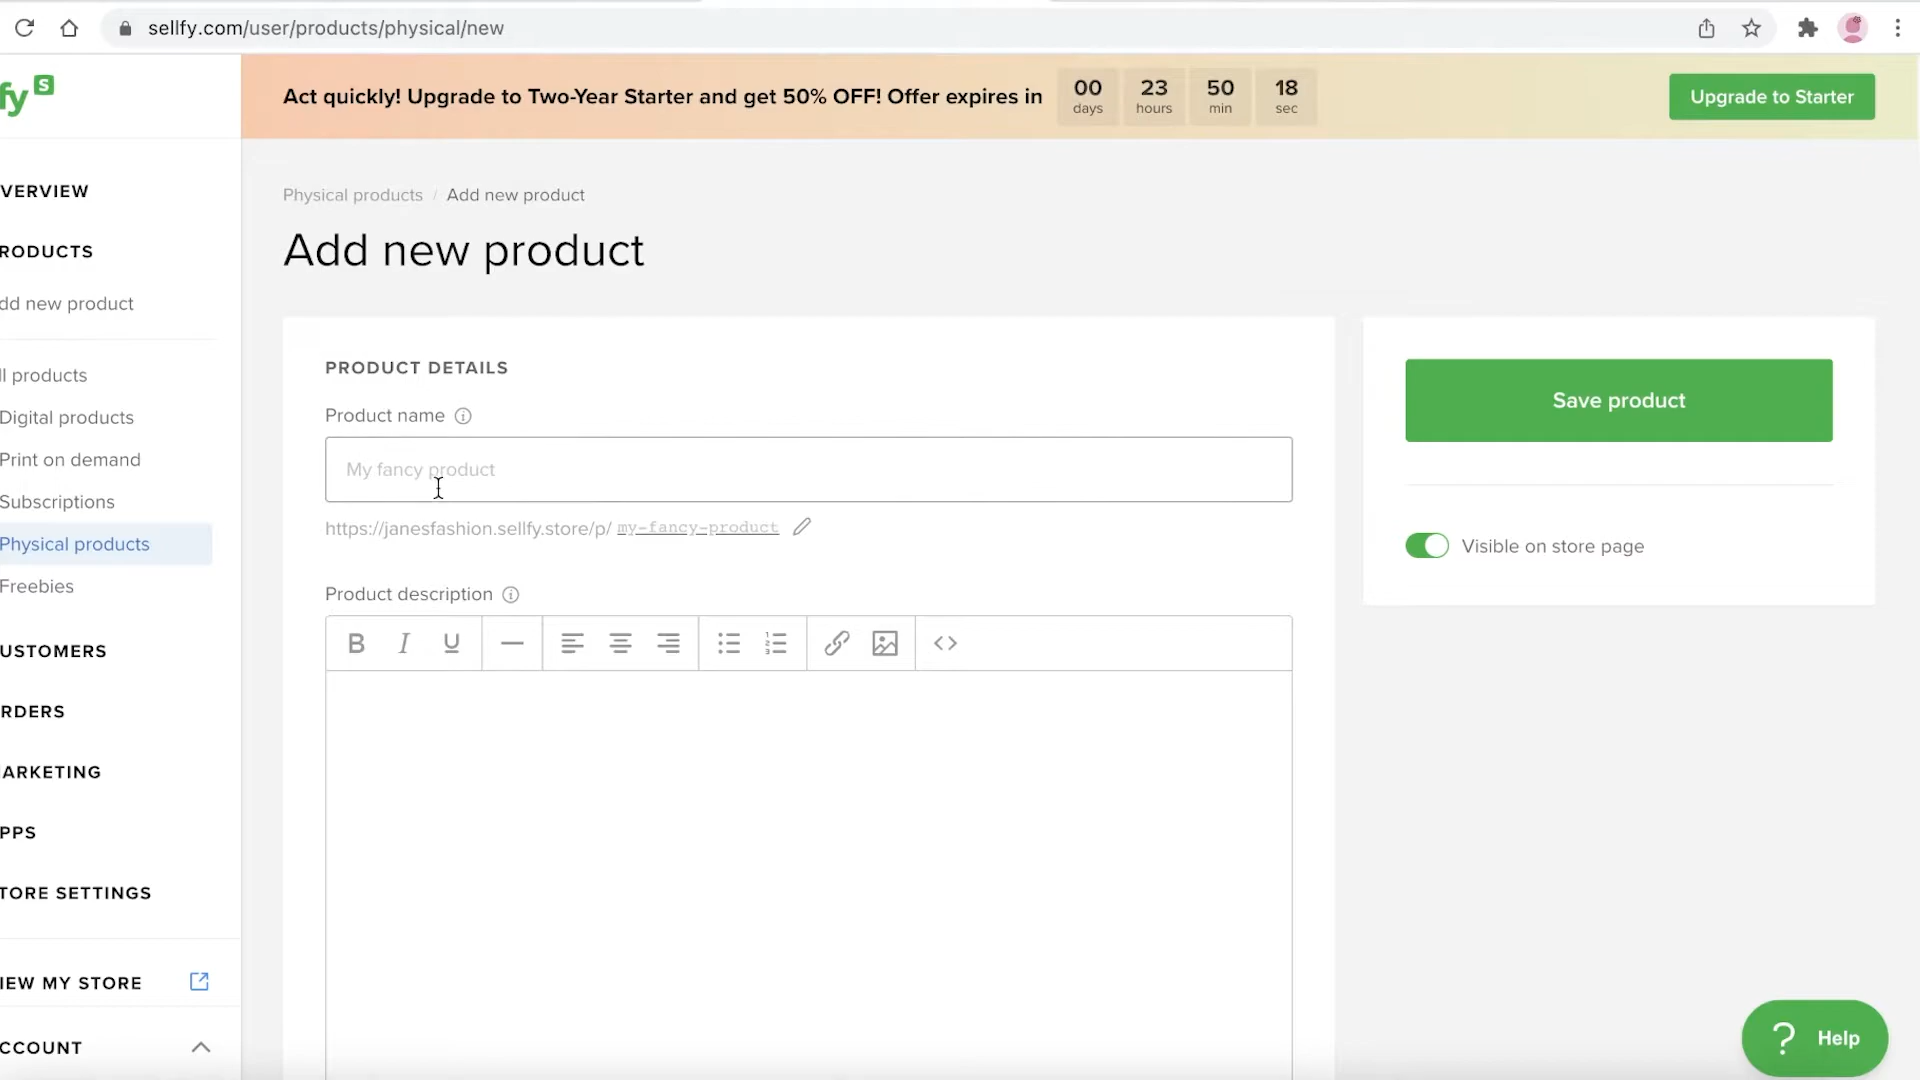 sellfy.com/user/products/physical/new
fy S
Act quickly! Upgrade to Two-Year Starter and get 50% OFF! Offer expires in
00 days
23 hours
50 min
18 sec
Upgrade to Starter
VERVIEW
RODUCTS
dd new product
ll products
Digital products
Print on demand
Subscriptions
Physical products
Freebies
USTOMERS
RDERS
ARKETING
PPS
TORE SETTINGS
IEW MY STORE
CCOUNT
Physical products / Add new product
Add new product
PRODUCT DETAILS
Product name
My fancy product
https://janesfashion.sellfy.store/p/ my-fancy-product
Product description
B I U
Save product
Visible on store page
? Help